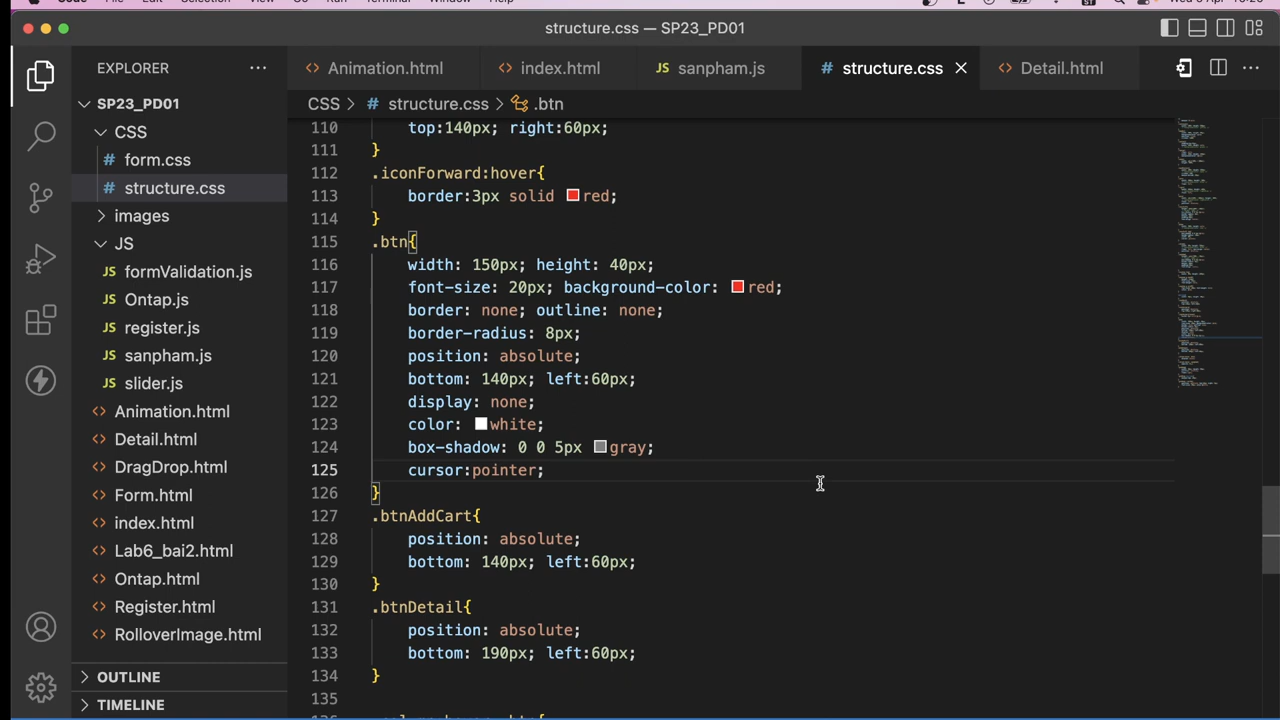 structure.css — SP23_PD01
EXPLORER
Animation.html
index.html
JS sanpham.js
# structure.css
Detail.html
SP23_PD01
CSS > # structure.css > .btn
CSS
# form.css
# structure.css
images
JS
JS formValidation.js
JS Ontap.js
JS register.js
JS sanpham.js
JS slider.js
<> Animation.html
<> Detail.html
<> DragDrop.html
<> Form.html
<> index.html
<> Lab6_bai2.html
<> Ontap.html
<> Register.html
<> RolloverImage.html
OUTLINE
TIMELINE
110 top:140px; right:60px;
111 }
112 .iconForward:hover{
113 border:3px solid red;
114 }
115 .btn{
116 width: 150px; height: 40px;
117 font-size: 20px; background-color: red;
118 border: none; outline: none;
119 border-radius: 8px;
120 position: absolute;
121 bottom: 140px; left:60px;
122 display: none;
123 color: white;
124 box-shadow: 0 0 5px gray;
125 cursor:pointer;
126 }
127 .btnAddCart{
128 position: absolute;
129 bottom: 140px; left:60px;
130 }
131 .btnDetail{
132 position: absolute;
133 bottom: 190px; left:60px;
134 }
135